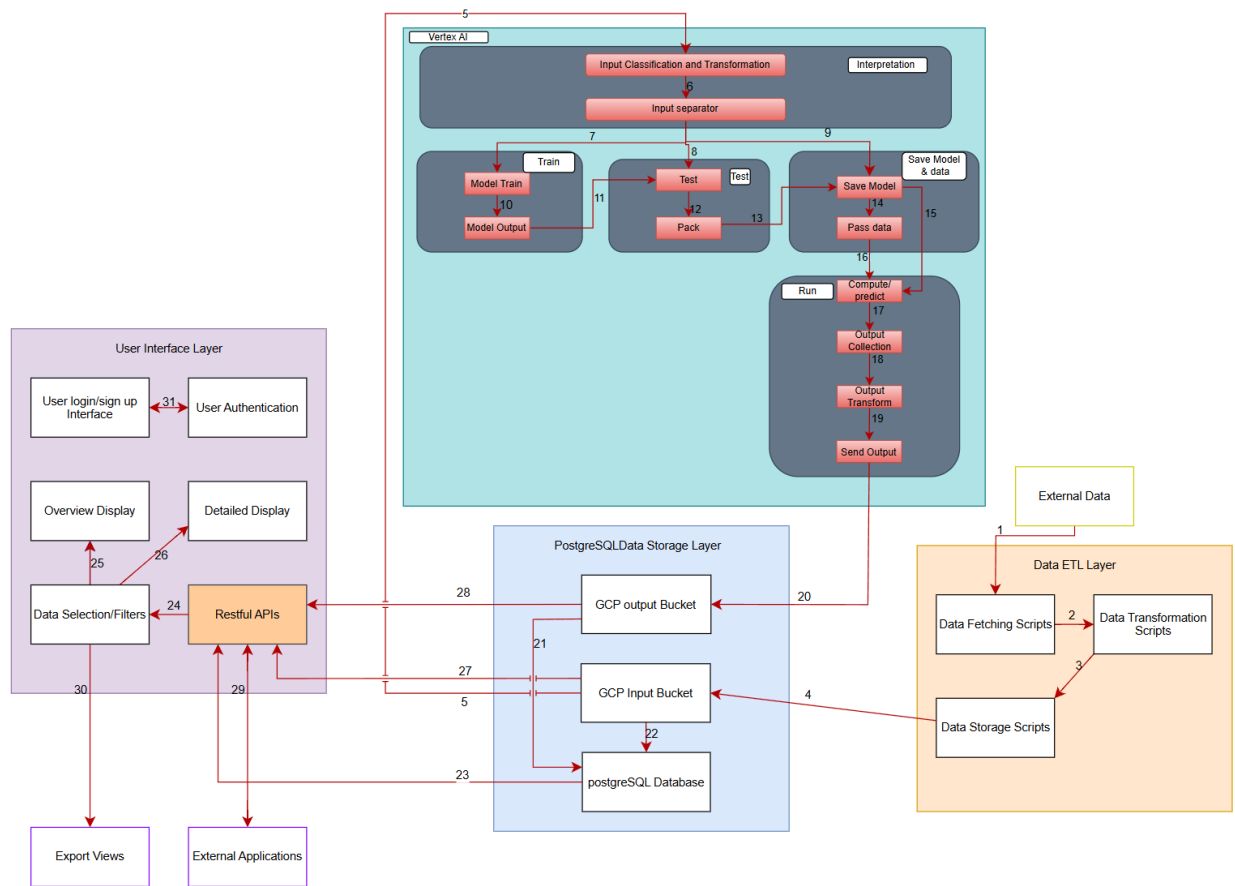 5
Vertex AI
Input Classification and Transformation
Interpretation
6
Input separator
7
8
9
Train
Test
Save Model
& data
Model Train
10
Model Output
11
Test
12
Pack
13
Save Model
14
15
Pass data
16
Run
Compute/
predict
17
Output
Collection
18
Output
Transform
19
Send Output
User Interface Layer
User login/sign up
Interface
31
User Authentication
Overview Display
Detailed Display
25
26
Data Selection/Filters
24
Restful APIs
28
27
5
23
30
29
Export Views
External Applications
PostgreSQLData Storage Layer
GCP output Bucket
20
21
GCP Input Bucket
22
postgreSQL Database
4
External Data
1
Data ETL Layer
Data Fetching Scripts
2
Data Transformation
Scripts
3
Data Storage Scripts